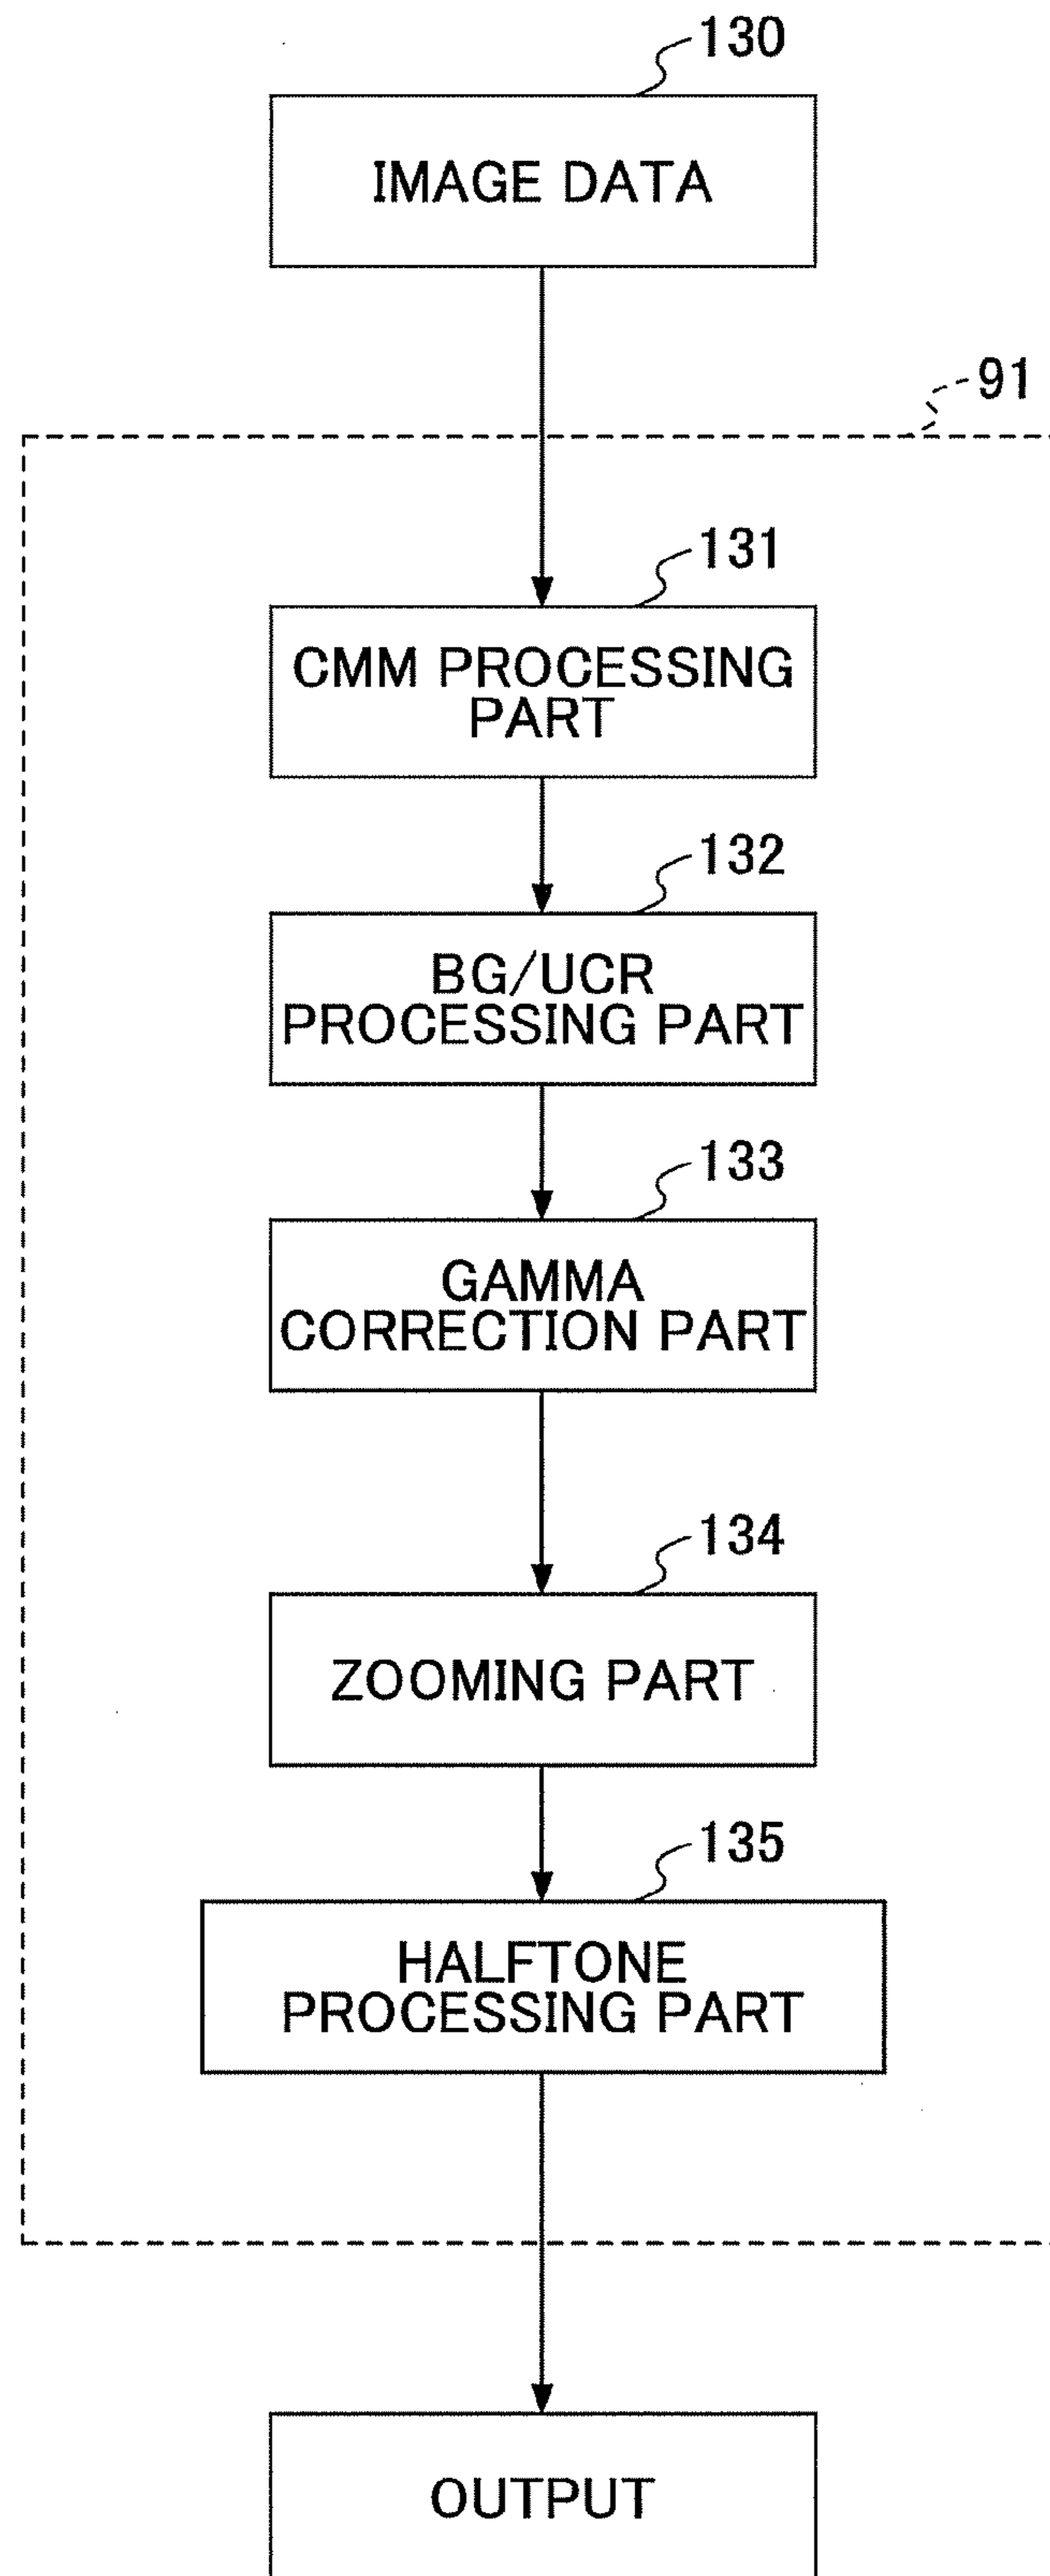 130
IMAGE DATA
91
131
CMM PROCESSING
PART
132
BG/UCR
PROCESSING PART
133
GAMMA
CORRECTION PART
134
ZOOMING PART
135
HALFTONE
PROCESSING PART
OUTPUT